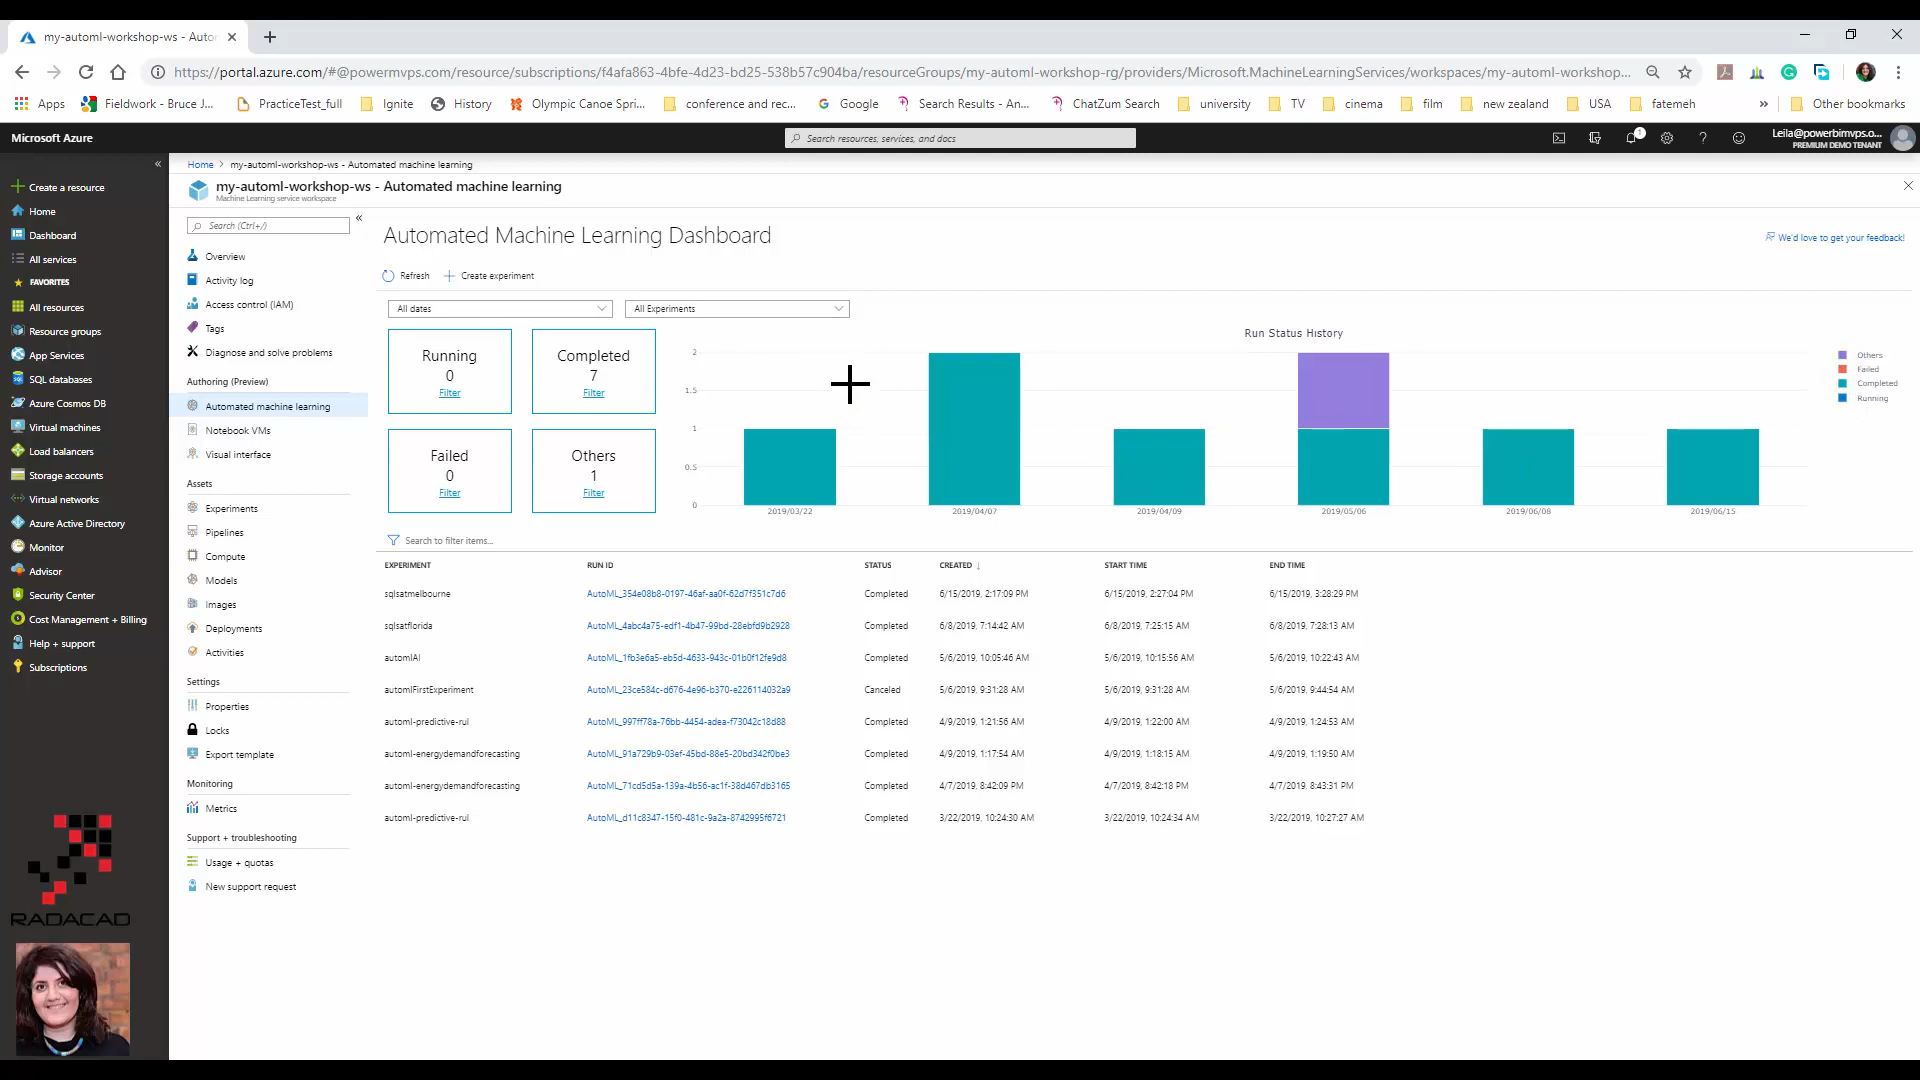 my-automl-workshop-ws - Auto
https://portal.azure.com/#@powermvps.com/resource/subscriptions/f4afa863-4bfe-4d23-bd25-538b57c904ba/resourceGroups/my-automl-workshop-rg/providers/Microsoft.MachineLearningServices/workspaces/my-automl-workshop...
Apps Fieldwork - Bruce J... PracticeTest_full Ignite History Olympic Canoe Spri... conference and rec... Google Search Results - An... ChatZum Search university TV cinema film new zealand USA fatemeh » Other bookmarks
Microsoft Azure
Search resources, services, and docs
1
Leila@powerbimvps.o...
PREMIUM DEMO TENANT
Create a resource
Home
Dashboard
All services
FAVORITES
All resources
Resource groups
App Services
SQL databases
Azure Cosmos DB
Virtual machines
Load balancers
Storage accounts
Virtual networks
Azure Active Directory
Monitor
Advisor
Security Center
Cost Management + Billing
Help + support
Subscriptions
RADACAD
Home > my-automl-workshop-ws - Automated machine learning
my-automl-workshop-ws - Automated machine learning
Machine Learning service workspace
Search (Ctrl+/)
Overview
Activity log
Access control (IAM)
Tags
Diagnose and solve problems
Authoring (Preview)
Automated machine learning
Notebook VMs
Visual interface
Assets
Experiments
Pipelines
Compute
Models
Images
Deployments
Activities
Settings
Properties
Locks
Export template
Monitoring
Metrics
Support + troubleshooting
Usage + quotas
New support request
Automated Machine Learning Dashboard
We'd love to get your feedback!
Refresh Create experiment
All dates All Experiments
Running
0
Filter
Completed
7
Filter
Failed
0
Filter
Others
1
Filter
Run Status History
2
1.5
1
0.5
0
2019/03/22 2019/04/07 2019/04/09 2019/05/06 2019/06/08 2019/06/15
Others
Failed
Completed
Running
Search to filter items...
EXPERIMENT RUN ID STATUS CREATED ↓ START TIME END TIME
sqlsatmelbourne AutoML_354e08b8-0197-46af-aa0f-62d7f351c7d6 Completed 6/15/2019, 2:17:09 PM 6/15/2019, 2:27:04 PM 6/15/2019, 3:28:29 PM
sqlsatflorida AutoML_4abc4a75-edf1-4b47-99bd-28ebfd9b2928 Completed 6/8/2019, 7:14:42 AM 6/8/2019, 7:25:15 AM 6/8/2019, 7:28:13 AM
automlAI AutoML_1fb3e6a5-eb5d-4633-943c-01b0f12fe9d8 Completed 5/6/2019, 10:05:46 AM 5/6/2019, 10:15:56 AM 5/6/2019, 10:22:43 AM
automlFirstExperiment AutoML_23ce584c-d676-4e96-b370-e226114032a9 Canceled 5/6/2019, 9:31:28 AM 5/6/2019, 9:31:28 AM 5/6/2019, 9:44:54 AM
automl-predictive-rul AutoML_997ff78a-76bb-4454-adea-f73042c18d88 Completed 4/9/2019, 1:21:56 AM 4/9/2019, 1:22:00 AM 4/9/2019, 1:24:53 AM
automl-energydemandforecasting AutoML_91a729b9-03ef-45bd-88e5-20bd342f0be3 Completed 4/9/2019, 1:17:54 AM 4/9/2019, 1:18:15 AM 4/9/2019, 1:19:50 AM
automl-energydemandforecasting AutoML_71cd5d5a-139a-4b56-ac1f-38d467db3165 Completed 4/7/2019, 8:42:09 PM 4/7/2019, 8:42:18 PM 4/7/2019, 8:43:31 PM
automl-predictive-rul AutoML_d11c8347-15f0-481c-9a2a-8742995f6721 Completed 3/22/2019, 10:24:30 AM 3/22/2019, 10:24:34 AM 3/22/2019, 10:27:27 AM